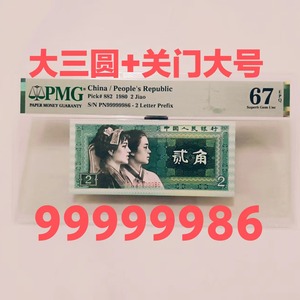 大三圆+关门大号
PMG
PAPER MONEY GUARANTY
China / People's Republic
Pick# 882 1980 2 Jiao
S/N PN99999986 - 2 Letter Prefix
67 EPQ
Superb Gem Unc
中国人民银行
贰角
2
2
99999986